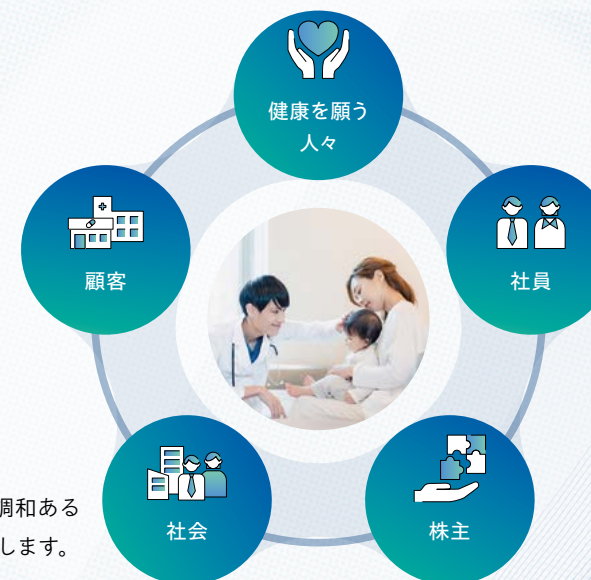 健康を願う
人々
顧客
社員
調和ある
社会
株主
します。